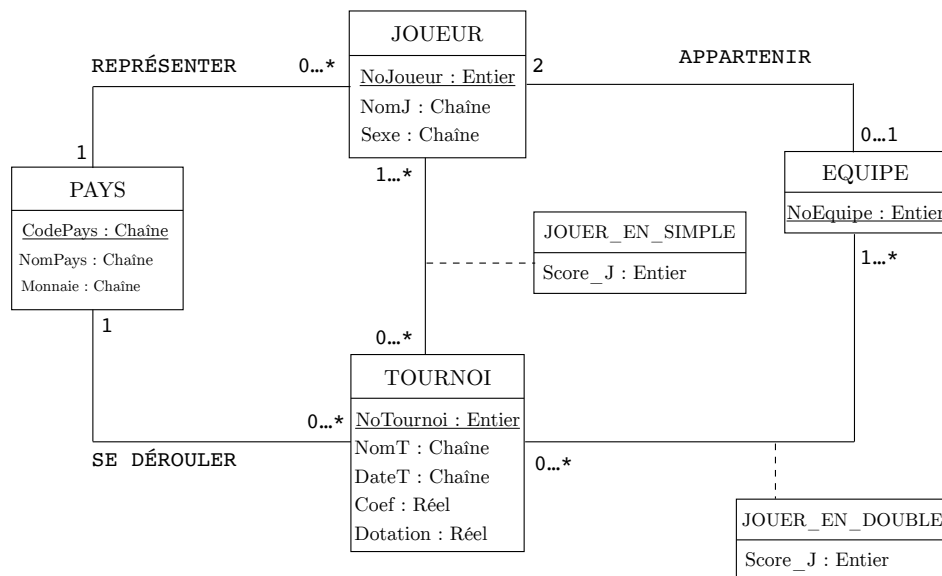 JOUEUR
NoJoueur : Entier
NomJ : Chaîne
Sexe : Chaîne
REPRÉSENTER
0…*
2
APPARTENIR
1
0…1
1…*
PAYS
CodePays : Chaîne
NomPays : Chaîne
Monnaie : Chaîne
EQUIPE
NoEquipe : Entier
JOUER_EN_SIMPLE
Score_J : Entier
1…*
1
0…*
TOURNOI
NoTournoi : Entier
NomT : Chaîne
DateT : Chaîne
Coef : Réel
Dotation : Réel
0…*
SE DÉROULER
0…*
JOUER_EN_DOUBLE
Score_J : Entier